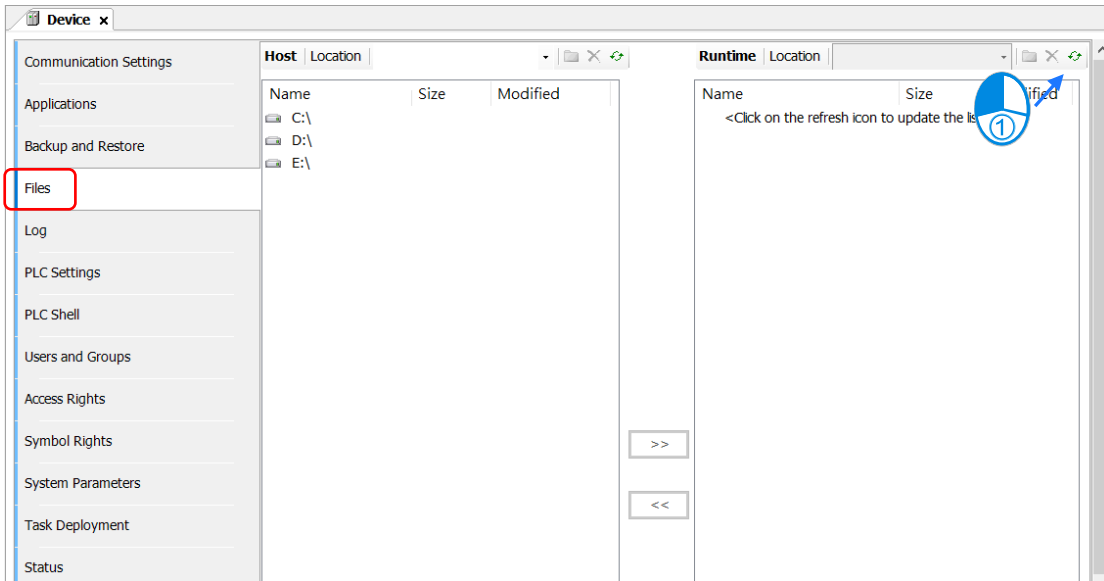 Device x
Communication Settings
Applications
Backup and Restore
Files
Log
PLC Settings
PLC Shell
Users and Groups
Access Rights
Symbol Rights
System Parameters
Task Deployment
Status
Host Location
Name Size Modified
C:\
D:\
E:\
>>
<<
Runtime Location
Name Size
<Click on the refresh icon to update the
①